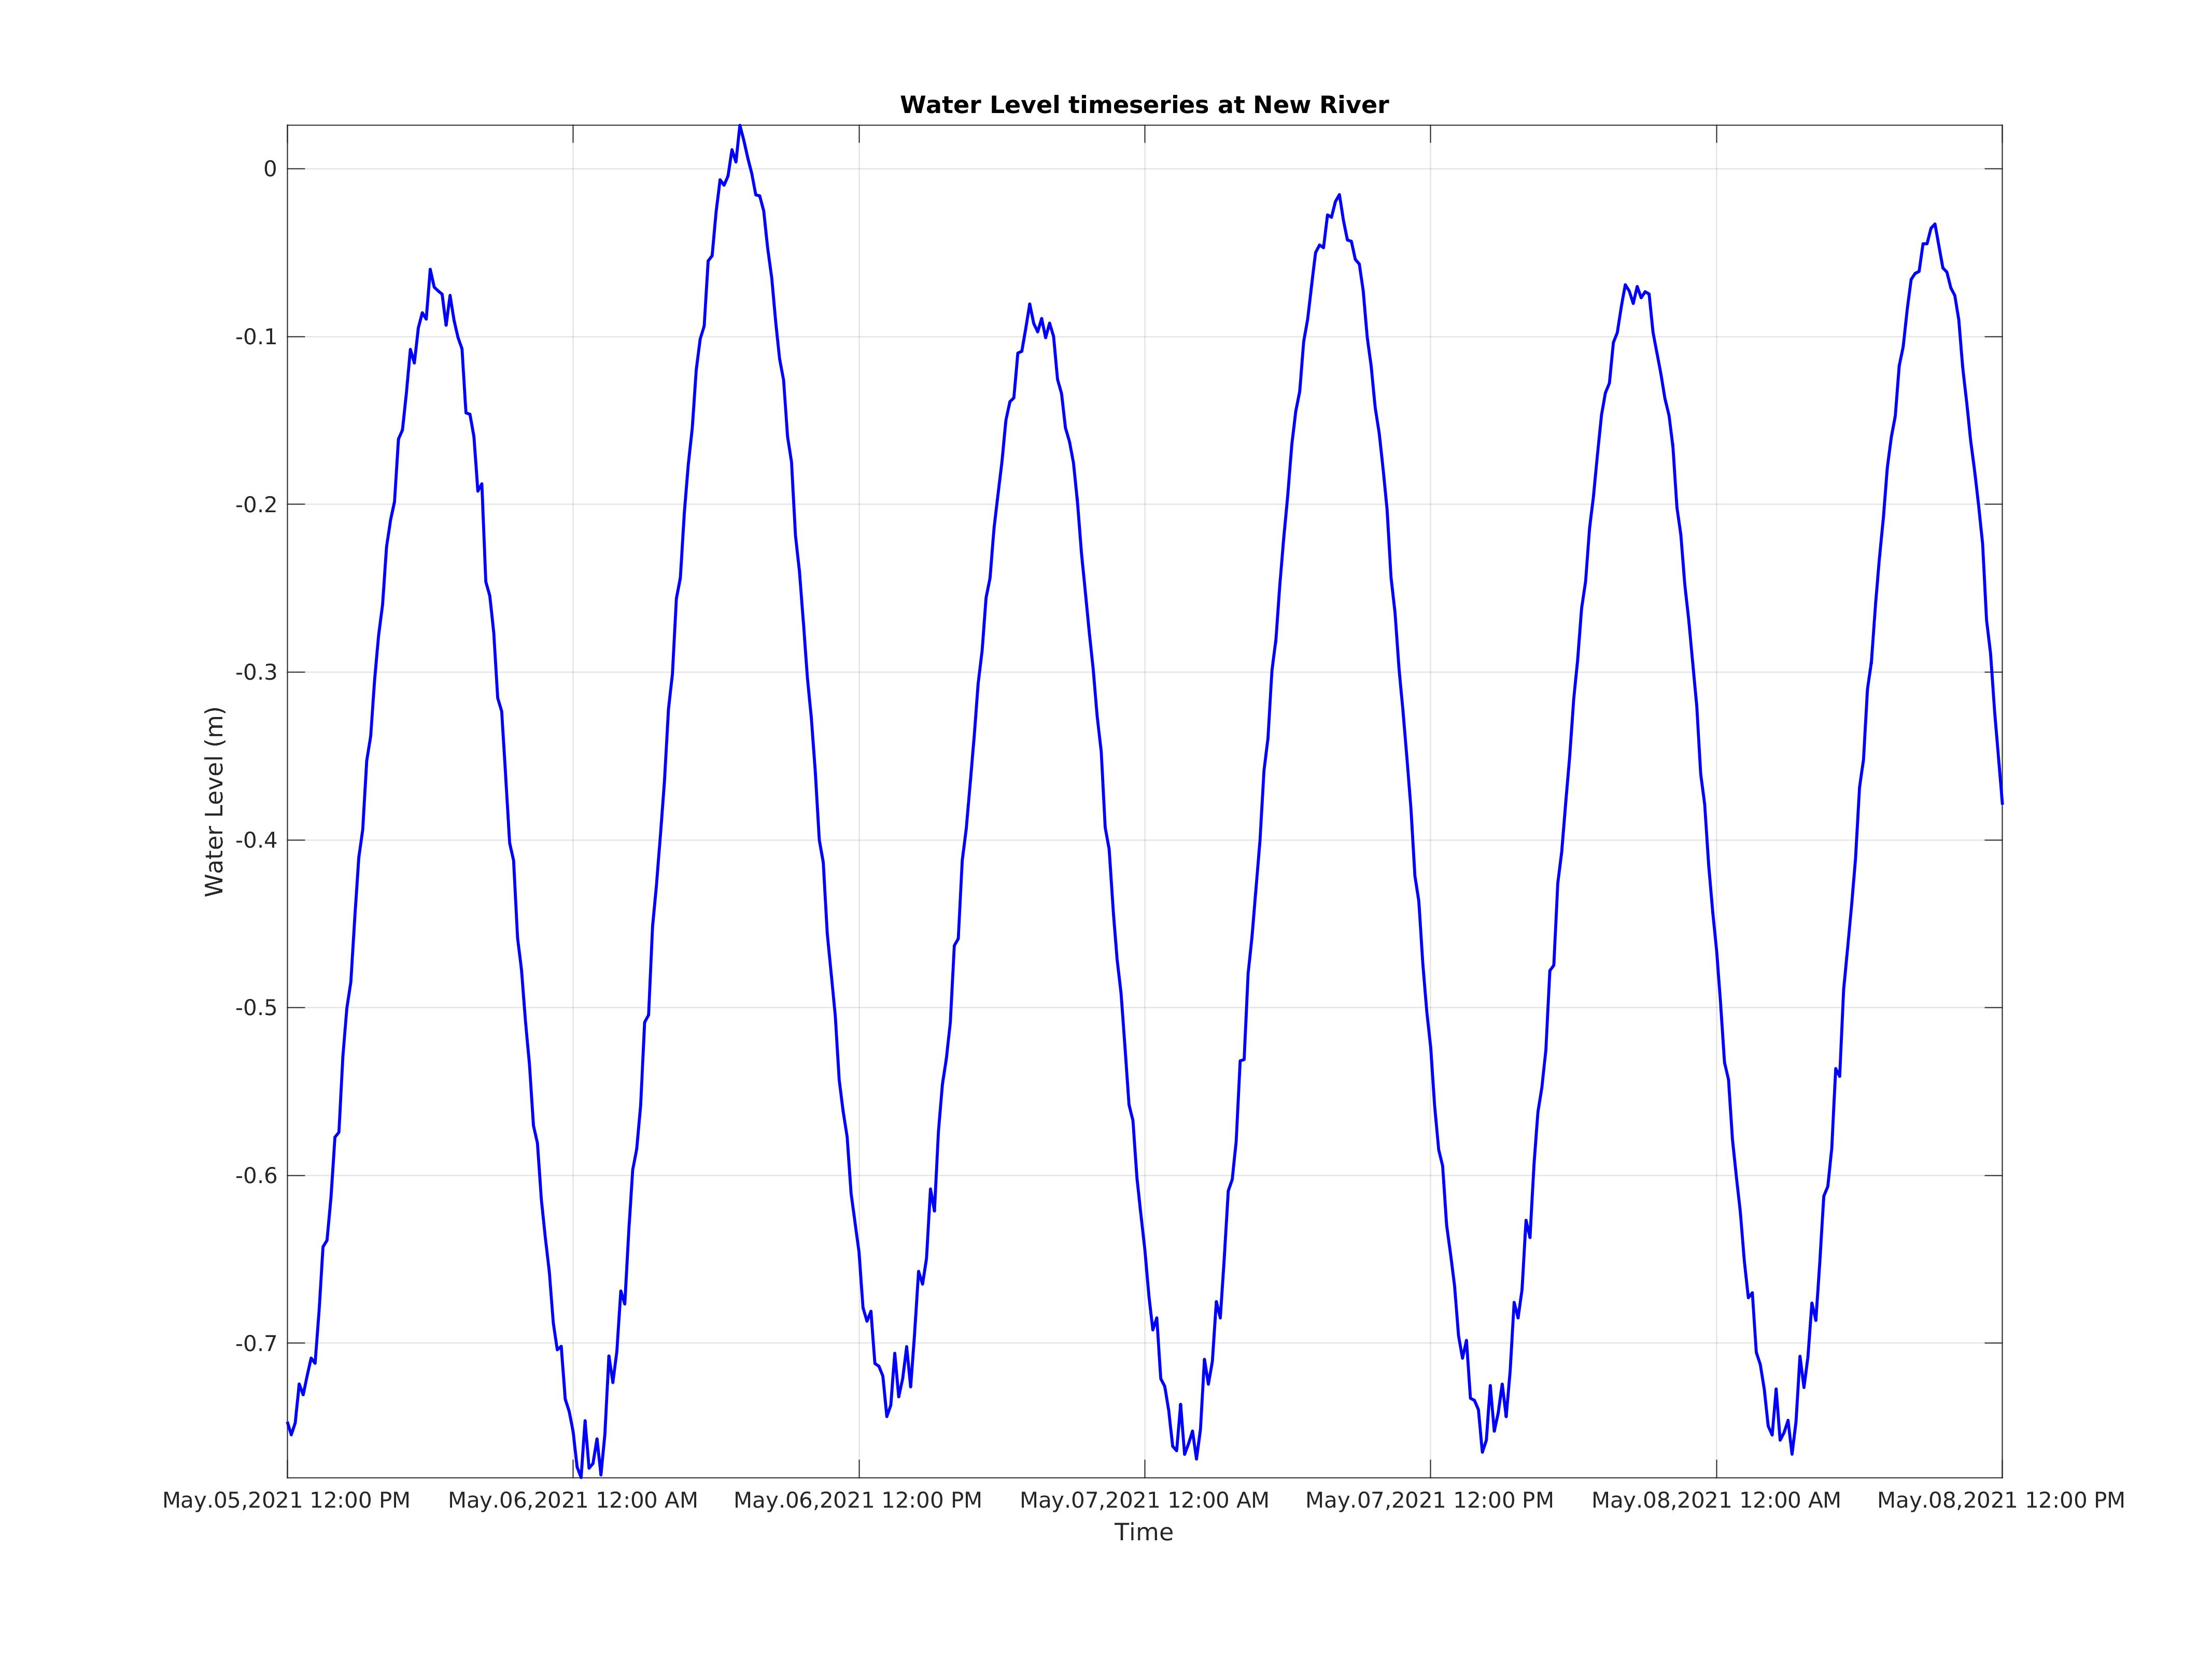 Water Level timeseries at New River
0
-0.1
-0.2
-0.3
-0.4
-0.5
-0.6
-0.7
Water Level (m)
May.05,2021 12:00 PM May.06,2021 12:00 AM May.06,2021 12:00 PM May.07,2021 12:00 AM May.07,2021 12:00 PM May.08,2021 12:00 AM May.08,2021 12:00 PM
Time